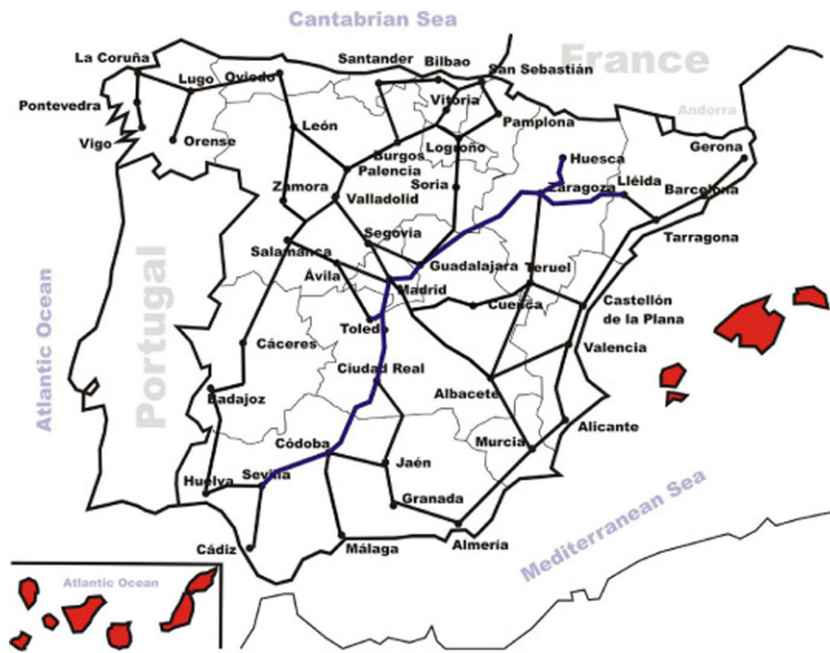 Cantabrian Sea
La Coruña
Lugo
Oviedo
Santander
Bilbao
San Sebastián
France
Pontevedra
Vitoria
Andorra
Pamplona
Vigo
Orense
León
Burgos
Logroño
Huesca
Gerona
Palencia
Zamora
Soria
Zaragoza
Lléida
Barcelona
Valladolid
Segovia
Tarragona
Salamanca
Ávila
Guadalajara
Teruel
Madrid
Cuenca
Castellón
de la Plana
Toledo
Portugal
Atlantic Ocean
Cáceres
Valencia
Ciudad Real
Albacete
Badajoz
Alicante
Córdoba
Murcia
Jaén
Huelva
Sevilla
Granada
Mediterranean Sea
Cádiz
Málaga
Almería
Atlantic Ocean